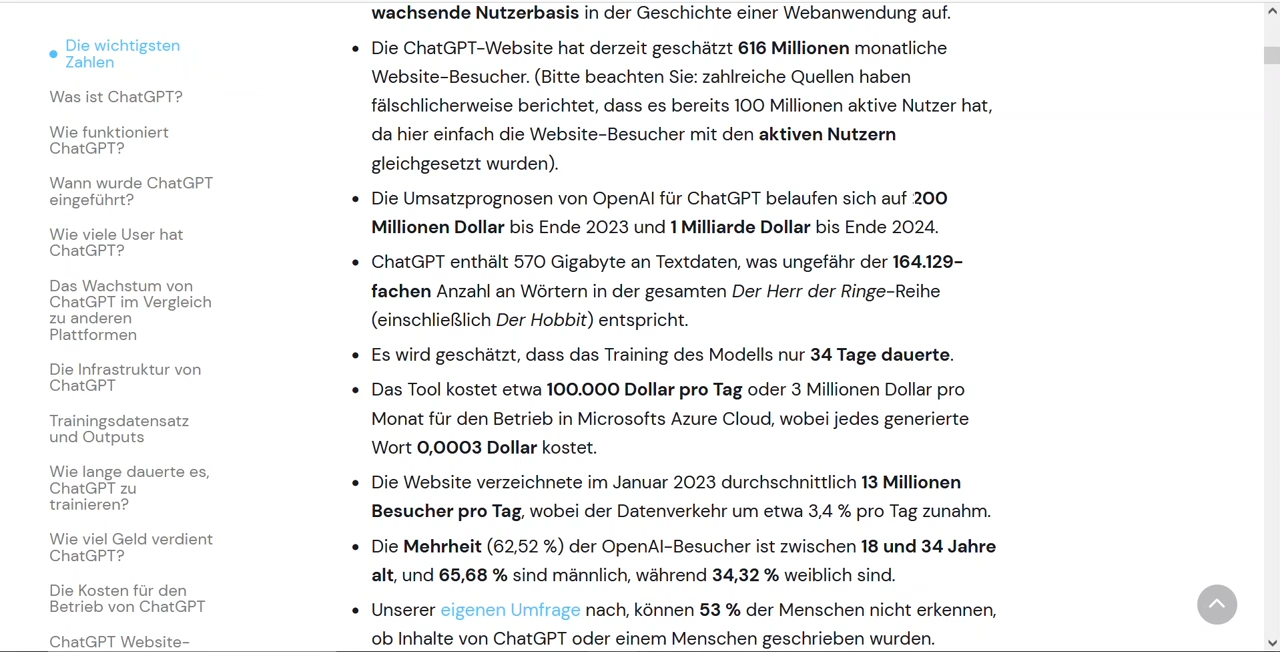 Die wichtigsten
Zahlen
Was ist ChatGPT?
Wie funktioniert
ChatGPT?
Wann wurde ChatGPT
eingeführt?
Wie viele User hat
ChatGPT?
Das Wachstum von
ChatGPT im Vergleich
zu anderen
Plattformen
Die Infrastruktur von
ChatGPT
Trainingsdatensatz
und Outputs
Wie lange dauerte es,
ChatGPT zu
trainieren?
Wie viel Geld verdient
ChatGPT?
Die Kosten für den
Betrieb von ChatGPT
ChatGPT Website-
wachsende Nutzerbasis in der Geschichte einer Webanwendung auf.
Die ChatGPT-Website hat derzeit geschätzt 616 Millionen monatliche
Website-Besucher. (Bitte beachten Sie: zahlreiche Quellen haben
fälschlicherweise berichtet, dass es bereits 100 Millionen aktive Nutzer hat,
da hier einfach die Website-Besucher mit den aktiven Nutzern
gleichgesetzt wurden).
Die Umsatzprognosen von OpenAI für ChatGPT belaufen sich auf 200
Millionen Dollar bis Ende 2023 und 1 Milliarde Dollar bis Ende 2024.
ChatGPT enthält 570 Gigabyte an Textdaten, was ungefähr der 164.129-
fachen Anzahl an Wörtern in der gesamten Der Herr der Ringe-Reihe
(einschließlich Der Hobbit) entspricht.
Es wird geschätzt, dass das Training des Modells nur 34 Tage dauerte.
Das Tool kostet etwa 100.000 Dollar pro Tag oder 3 Millionen Dollar pro
Monat für den Betrieb in Microsofts Azure Cloud, wobei jedes generierte
Wort 0,0003 Dollar kostet.
Die Website verzeichnete im Januar 2023 durchschnittlich 13 Millionen
Besucher pro Tag, wobei der Datenverkehr um etwa 3,4 % pro Tag zunahm.
Die Mehrheit (62,52 %) der OpenAI-Besucher ist zwischen 18 und 34 Jahre
alt, und 65,68 % sind männlich, während 34,32 % weiblich sind.
Unserer eigenen Umfrage nach, können 53 % der Menschen nicht erkennen,
ob Inhalte von ChatGPT oder einem Menschen geschrieben wurden.